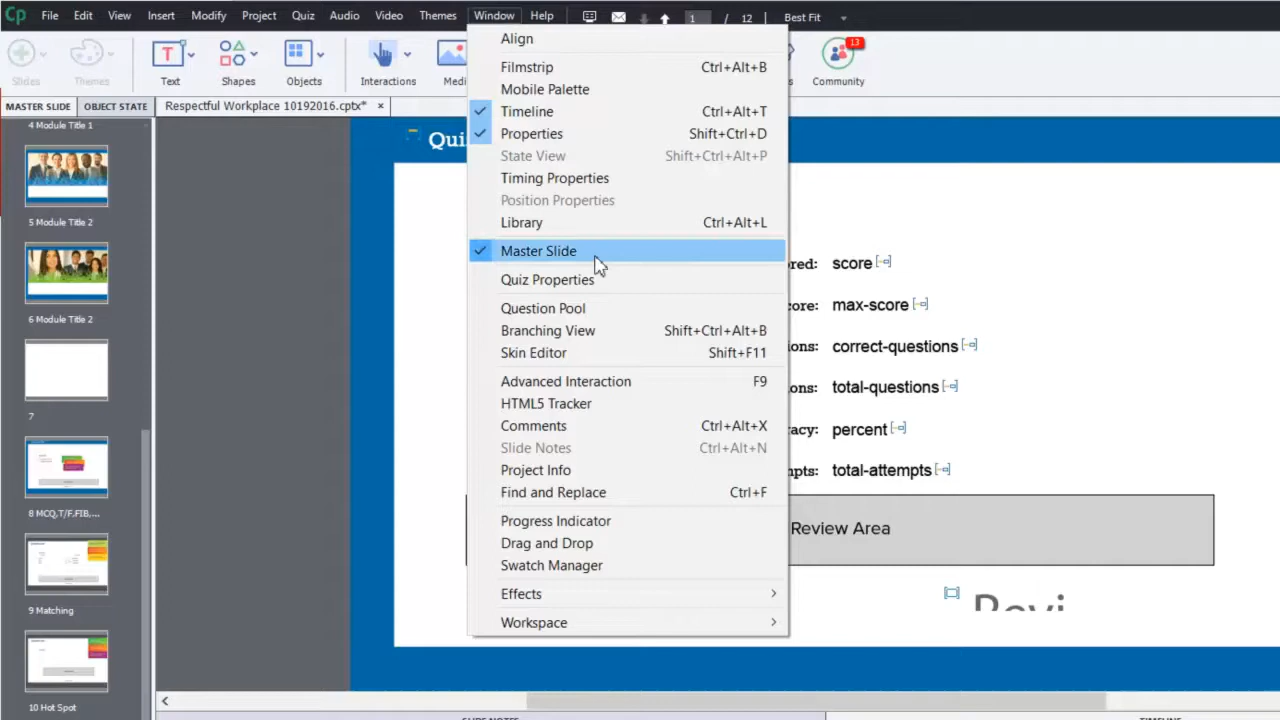 Cp File Edit View Insert Modify Project Quiz Audio Video Themes Window Help 1 / 12 Best Fit
Slides Themes Text Shapes Objects Interactions Medi 13 Community
MASTER SLIDE OBJECT STATE Respectful Workplace 10192016.cptx* ×
4 Module Title 1
5 Module Title 2
6 Module Title 2
7
8 MCQ,T/F,FIB,...
9 Matching
10 Hot Spot
Align
Filmstrip Ctrl+Alt+B
Mobile Palette
Timeline Ctrl+Alt+T
Properties Shift+Ctrl+D
State View Shift+Ctrl+Alt+P
Timing Properties
Position Properties
Library Ctrl+Alt+L
Master Slide
Quiz Properties
Question Pool
Branching View Shift+Ctrl+Alt+B
Skin Editor Shift+F11
Advanced Interaction F9
HTML5 Tracker
Comments Ctrl+Alt+X
Slide Notes Ctrl+Alt+N
Project Info
Find and Replace Ctrl+F
Progress Indicator
Drag and Drop
Swatch Manager
Effects
Workspace
Qui
red: score
ore: max-score
ons: correct-questions
ons: total-questions
acy: percent
mpts: total-attempts
Review Area
Revi